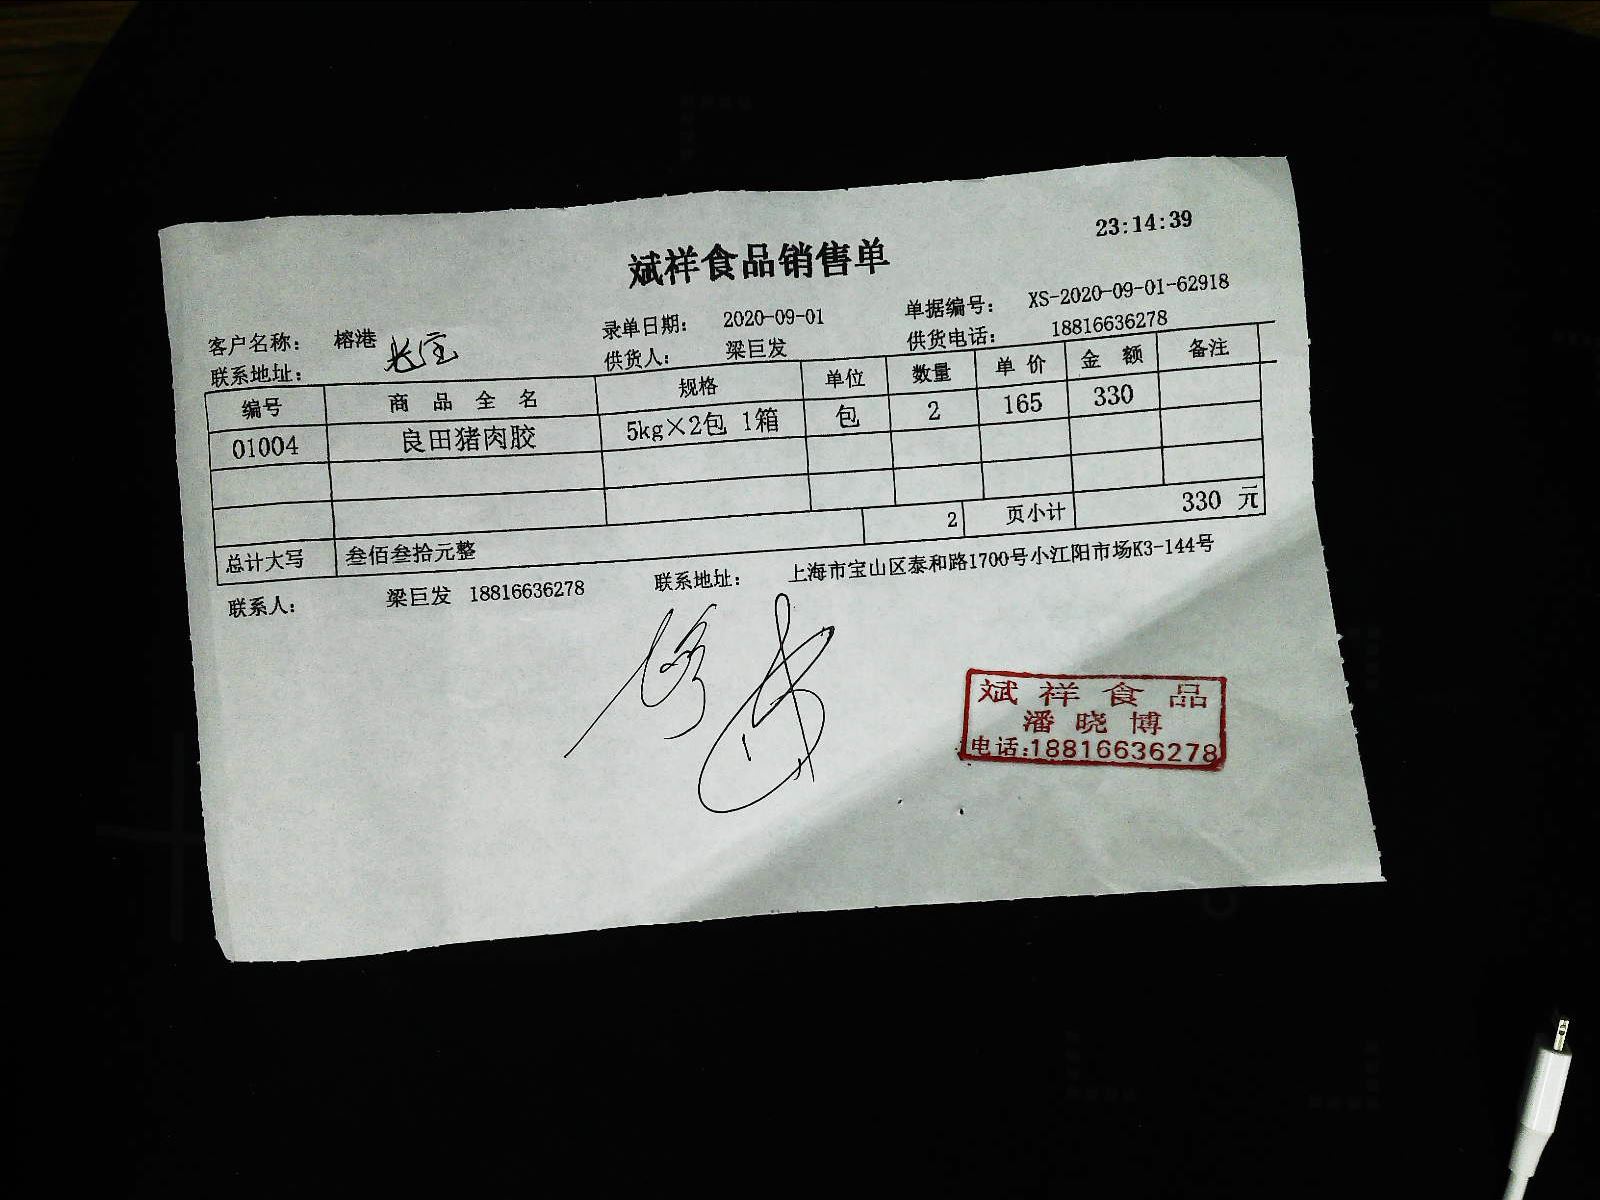 23:14:39
斌祥食品销售单
客户名称： 榕港 长宝 录单日期： 2020-09-01 单据编号： XS-2020-09-01-62918
联系地址： 供货人： 梁巨发 供货电话： 18816636278
编号 商 品 全 名 规格 单位 数量 单 价 金 额 备注
01004 良田猪肉胶 5kg×2包 1箱 包 2 165 330
2 页小计 330 元
总计大写 叁佰叁拾元整
联系人： 梁巨发 18816636278 联系地址： 上海市宝山区泰和路1700号小江阳市场K3-144号
斌祥食品
潘晓博
电话:18816636278